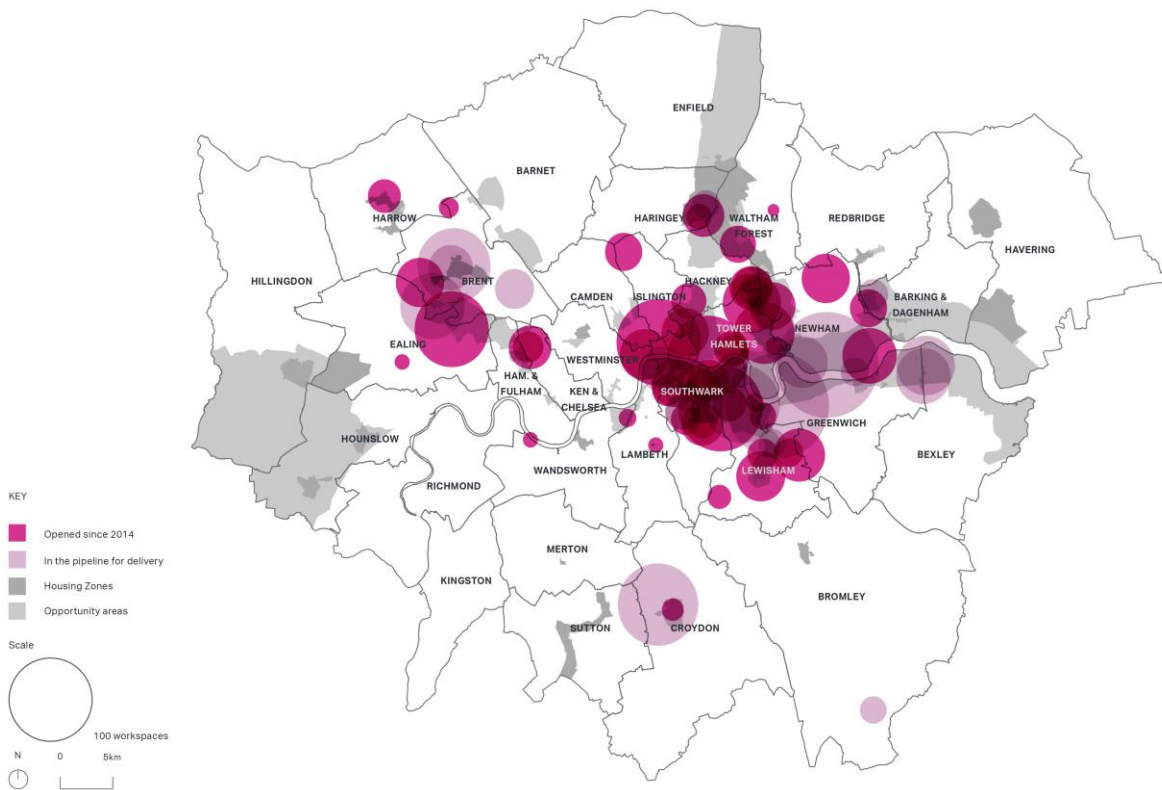 ENFIELD
BARNET
HARROW
HARINGEY
WALTHAM
FOREST
REDBRIDGE
HAVERING
HILLINGDON
BRENT
CAMDEN
ISLINGTON
HACKNEY
BARKING &
DAGENHAM
TOWER
HAMLETS
NEWHAM
EALING
WESTMINSTER
HAM. &
FULHAM
KEN &
CHELSEA
SOUTHWARK
GREENWICH
HOUNSLOW
LAMBETH
BEXLEY
WANDSWORTH
LEWISHAM
RICHMOND
MERTON
KINGSTON
BROMLEY
SUTTON
CROYDON
KEY
Opened since 2014
In the pipeline for delivery
Housing Zones
Opportunity areas
Scale
100 workspaces
N 0 5km